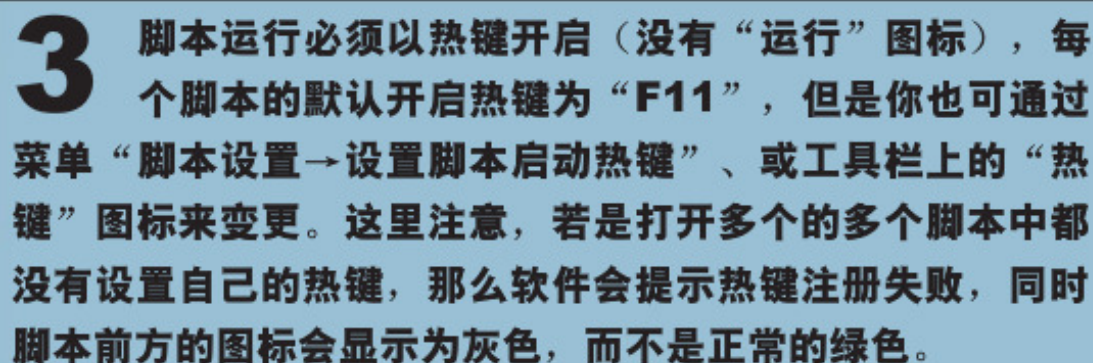 3 脚本运行必须以热键开启（没有“运行”图标），每
个脚本的默认开启热键为“F11”，但是你也可通过
菜单“脚本设置→设置脚本启动热键”、或工具栏上的“热
键”图标来变更。这里注意，若是打开多个的多个脚本中都
没有设置自己的热键，那么软件会提示热键注册失败，同时
脚本前方的图标会显示为灰色，而不是正常的绿色。